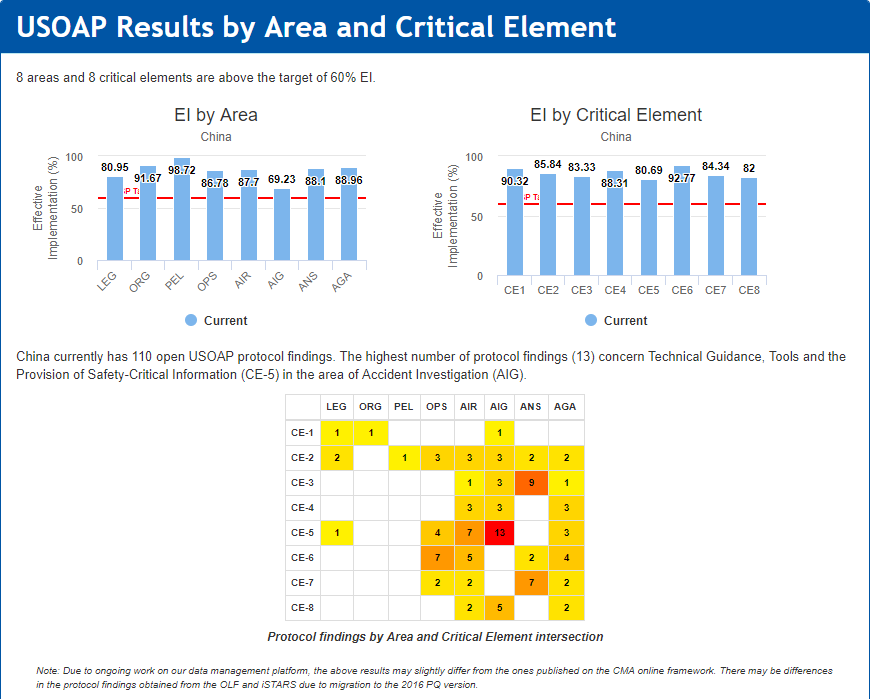 USOAP Results by Area and Critical Element
8 areas and 8 critical elements are above the target of 60% EI.
EI by Area
China
Effective
Implementation (%)
100
50
0
80.95
91.67
98.72
86.78
87.7
69.23
88.1
88.96
LEG
ORG
PEL
OPS
AIR
AIG
ANS
AGA
Current
EI by Critical Element
China
Effective
Implementation (%)
100
50
0
90.32
85.84
83.33
88.31
80.69
92.77
84.34
82
CE1
CE2
CE3
CE4
CE5
CE6
CE7
CE8
Current
China currently has 110 open USOAP protocol findings. The highest number of protocol findings (13) concern Technical Guidance, Tools and the
Provision of Safety-Critical Information (CE-5) in the area of Accident Investigation (AIG).
LEG ORG PEL OPS AIR AIG ANS AGA
CE-1 1 1 1
CE-2 2 1 3 3 3 2 2
CE-3 1 3 9 1
CE-4 3 3 3
CE-5 1 4 7 13 3
CE-6 7 5 2 4
CE-7 2 2 7 2
CE-8 2 5 2
Protocol findings by Area and Critical Element intersection
Note: Due to ongoing work on our data management platform, the above results may slightly differ from the ones published on the CMA online framework. There may be differences
in the protocol findings obtained from the OLF and iSTARS due to migration to the 2016 PQ version.